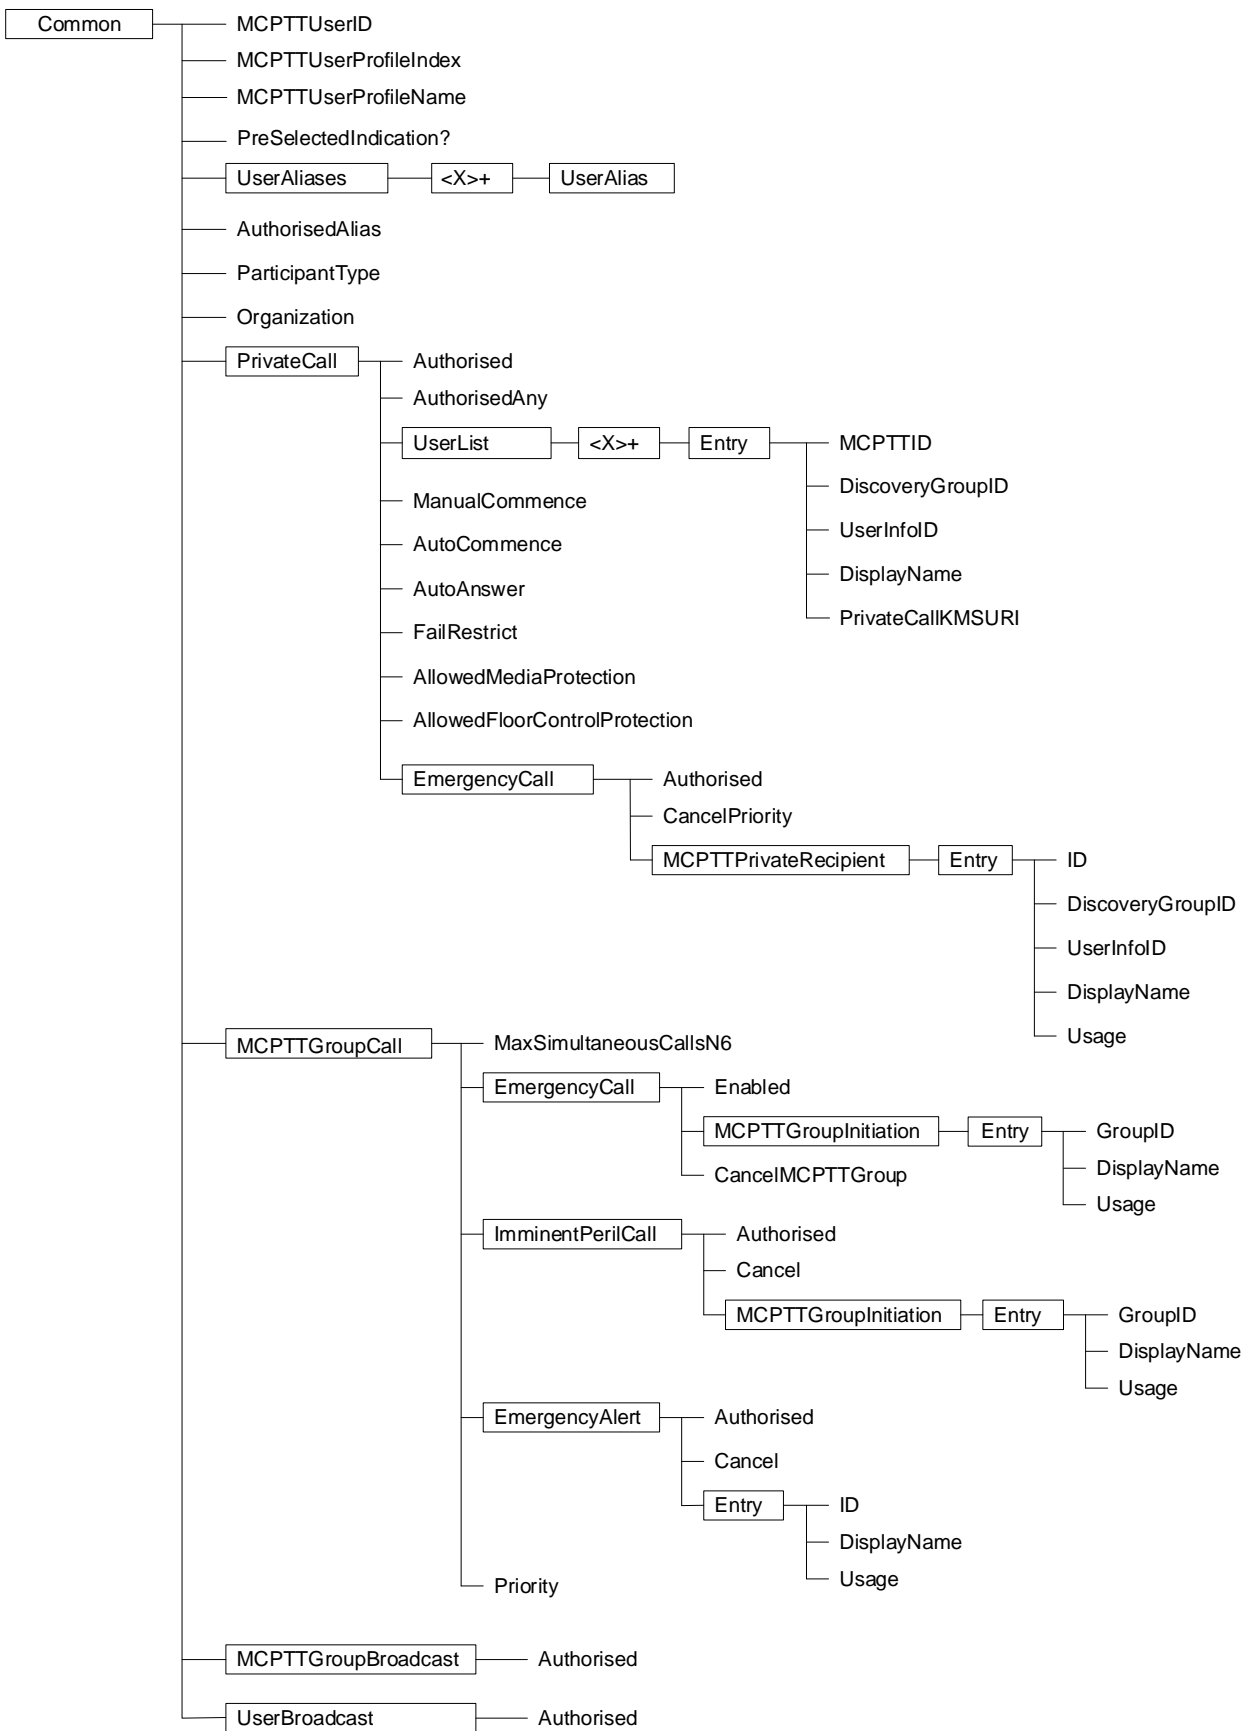 Common
MCPTTUserID
MCPTTUserProfileIndex
MCPTTUserProfileName
PreSelectedIndication?
UserAliases <X>+ UserAlias
AuthorisedAlias
ParticipantType
Organization
PrivateCall Authorised
AuthorisedAny
UserList <X>+ Entry MCPTTID
DiscoveryGroupID
ManualCommence
UserInfoID
AutoCommence
DisplayName
AutoAnswer
PrivateCallKMSURI
FailRestrict
AllowedMediaProtection
AllowedFloorControlProtection
EmergencyCall Authorised
CancelPriority
MCPTTPrivateRecipient Entry ID
DiscoveryGroupID
UserInfoID
DisplayName
Usage
MCPTTGroupCall MaxSimultaneousCallsN6
EmergencyCall Enabled
MCPTTGroupInitiation Entry GroupID
DisplayName
CancelMCPTTGroup
Usage
ImminentPerilCall Authorised
Cancel
MCPTTGroupInitiation Entry GroupID
DisplayName
Usage
EmergencyAlert Authorised
Cancel
Entry ID
DisplayName
Usage
Priority
MCPTTGroupBroadcast Authorised
UserBroadcast Authorised